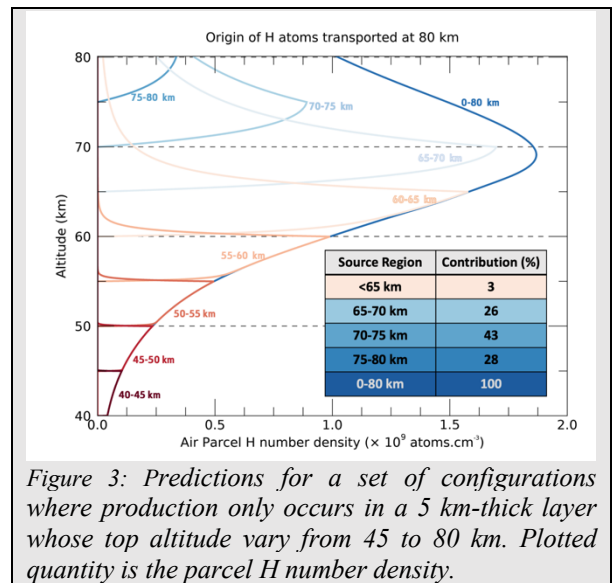 Origin of H atoms transported at 80 km
80
75-80 km
70-75 km
0-80 km
70
65-70 km
60-65 km
Altitude (km)
60
55-60 km
Source Region Contribution (%)
<65 km 3
65-70 km 26
70-75 km 43
75-80 km 28
0-80 km 100
50-55 km
50
45-50 km
40-45 km
40
0.0 0.5 1.0 1.5 2.0
Air Parcel H number density (× 10⁹ atoms.cm⁻³)
Figure 3: Predictions for a set of configurations
where production only occurs in a 5 km-thick layer
whose top altitude vary from 45 to 80 km. Plotted
quantity is the parcel H number density.